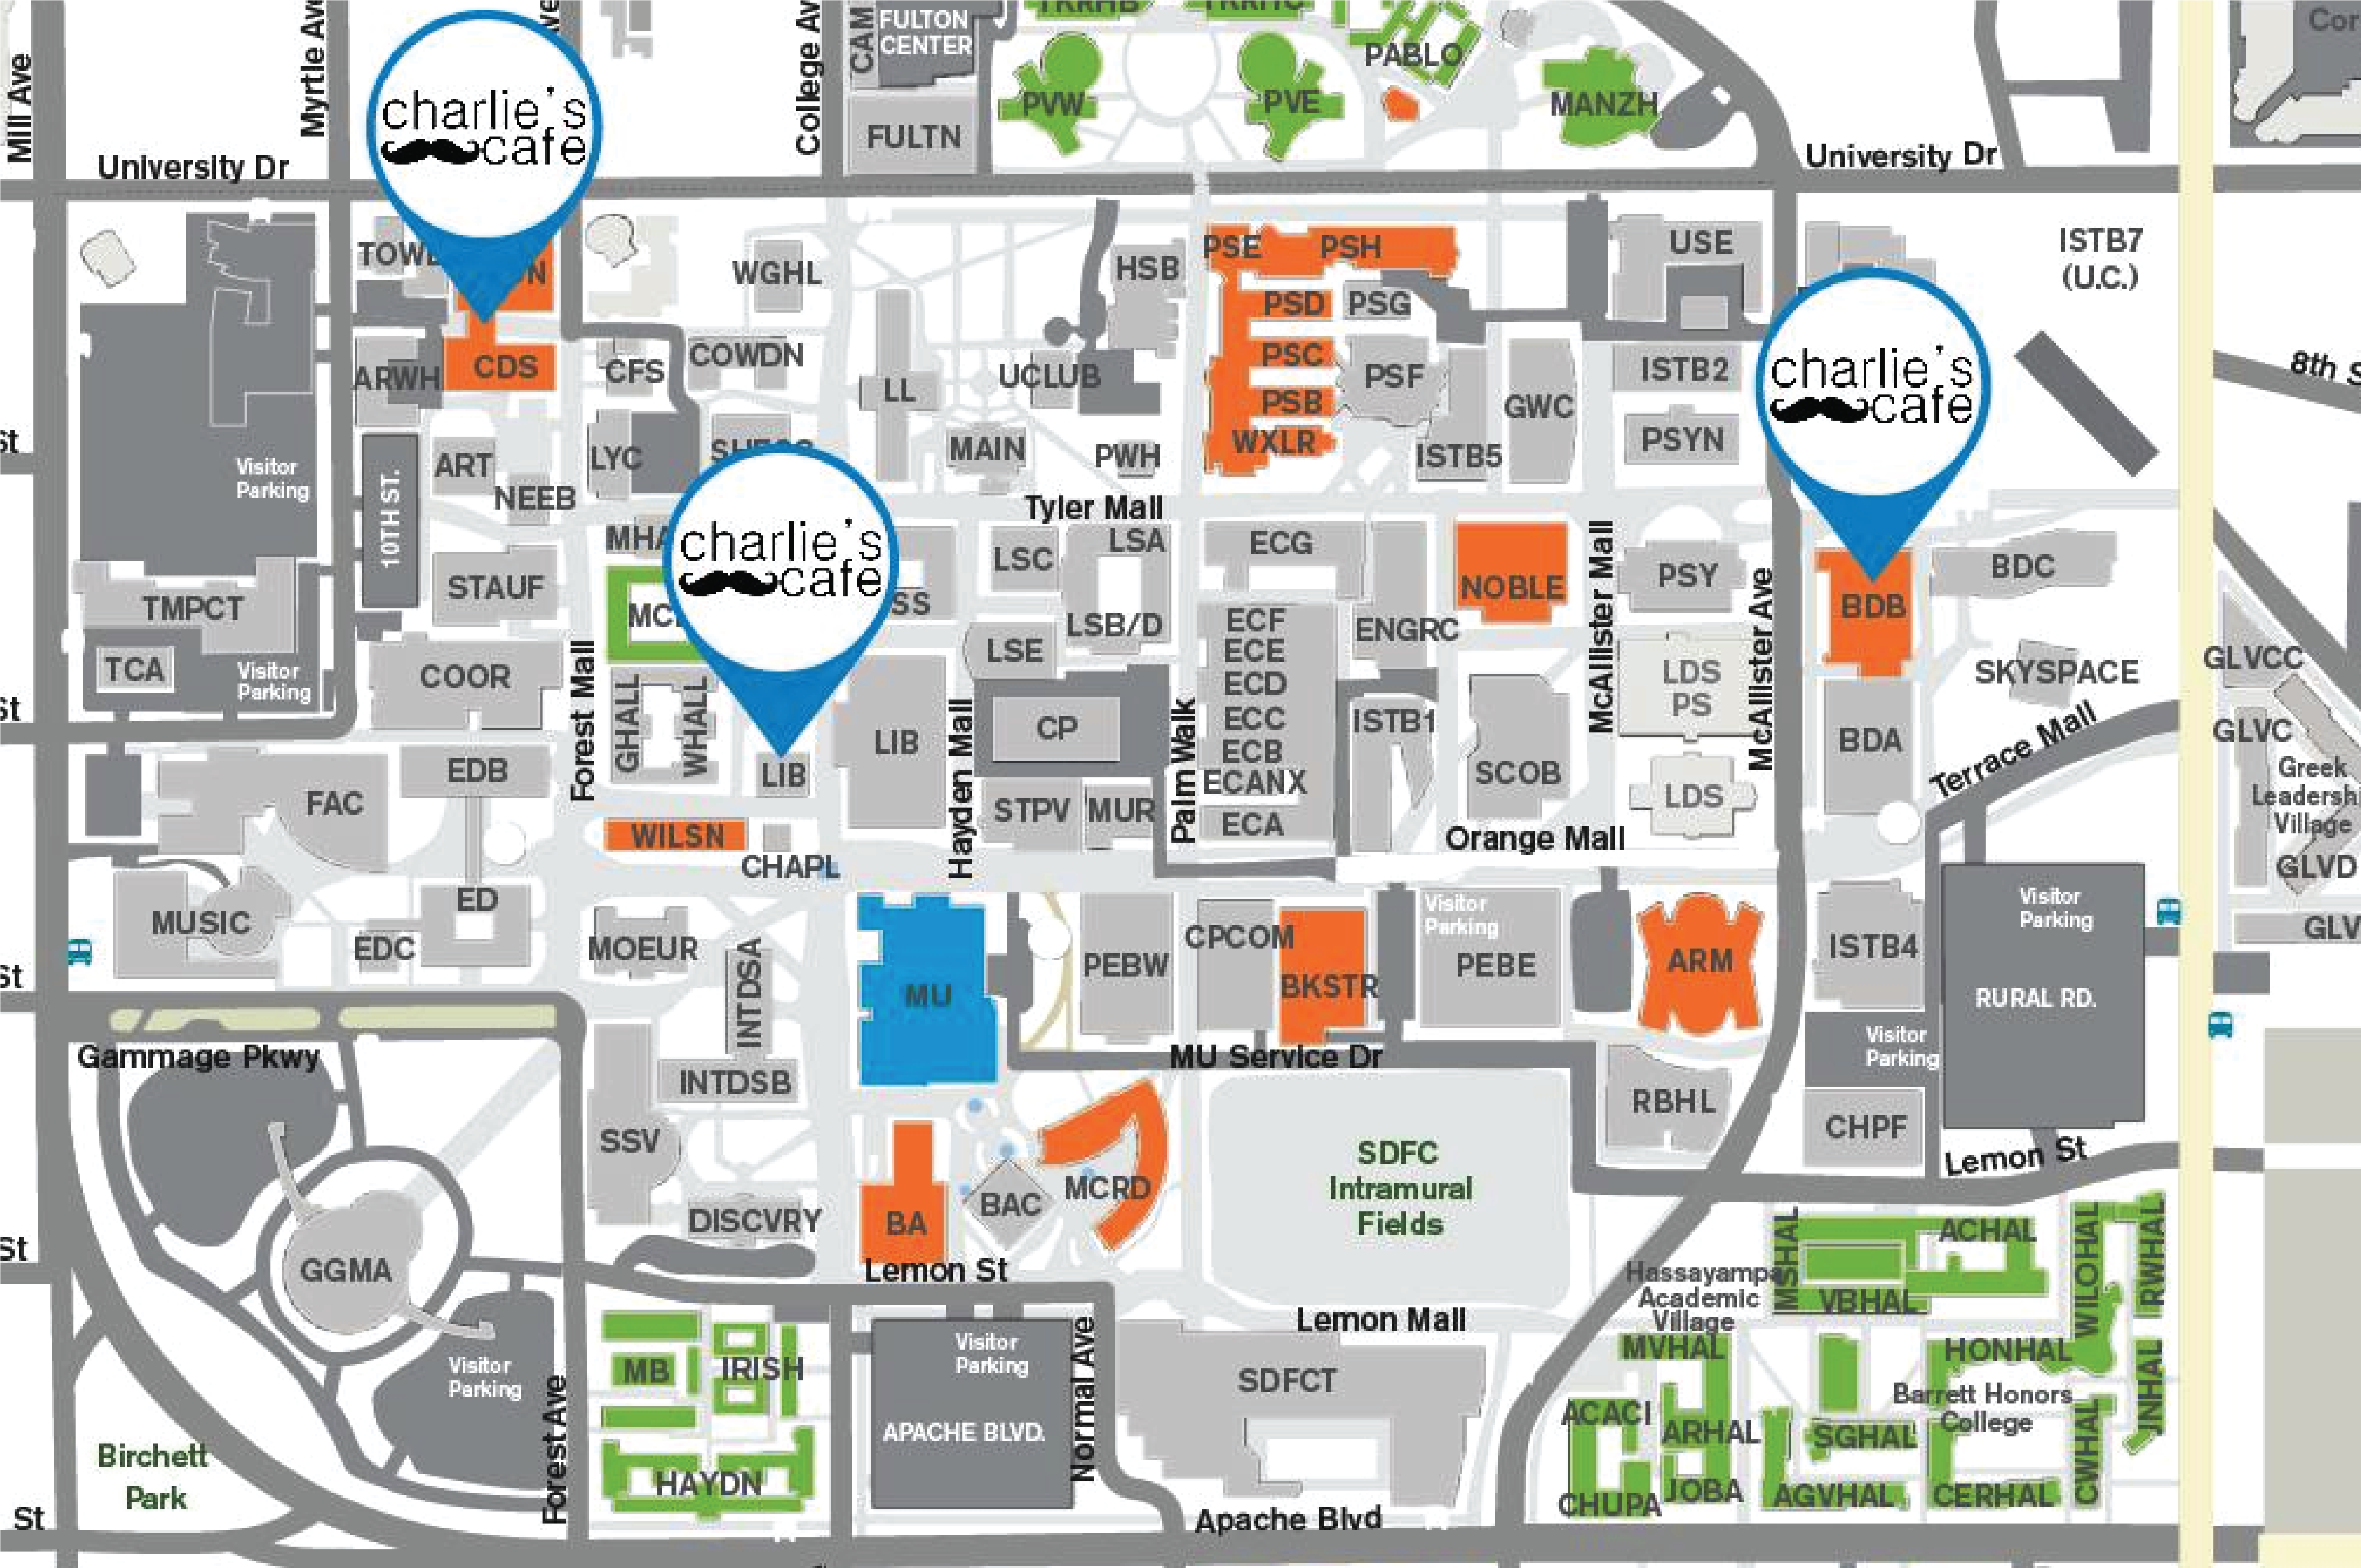 FULTON
CENTER
CAM
FULTN
PVW
PVE
PABLO
MANZH
Mill Ave
Myrtle Ave
College Av
University Dr
University Dr
charlie's
cafe
CDS
ARWH
WGHL
COWDN
CFS
LYC
ART
NEEB
10TH ST.
Visitor
Parking
STAUF
TMPCT
TCA
Visitor
Parking
COOR
LL
HSB
UCLUB
MAIN
PWH
Tyler Mall
PSE
PSH
PSD
PSG
PSC
PSF
PSB
WXLR
ISTB5
GWC
USE
ISTB2
PSYN
ISTB7
(U.C.)
8th S
charlie's
cafe
charlie's
cafe
LSC
LSA
LSB/D
LSE
ECG
ECF
ECE
ECD
ECC
ECB
ECANX
ECA
ENGRC
NOBLE
PSY
McAllister Mall
McAllister Ave
BDB
BDC
BDA
SKYSPACE
Terrace Mall
GLVCC
GLVC
Greek
Leadershi
Village
GLVD
GLV
Forest Mall
GHALL
WHALL
LIB
LIB
Hayden Mall
CP
STPV
MUR
Palm Walk
ISTB1
SCOB
LDS
PS
LDS
Orange Mall
EDB
FAC
WILSN
CHAPL
MUSIC
ED
EDC
MOEUR
INTDSA
INTDSB
MU
PEBW
CPCOM
BKSTR
Visitor
Parking
PEBE
ARM
ISTB4
Visitor
Parking
RURAL RD.
Visitor
Parking
CHPF
RBHL
MU Service Dr
Gammage Pkwy
SSV
DISCVRY
BA
BAC
MCRD
SDFC
Intramural
Fields
Lemon St
Lemon St
Lemon Mall
GGMA
Visitor
Parking
Birchett
Park
Forest Ave
MB
IRISH
HAYDN
Visitor
Parking
APACHE BLVD.
Normal Ave
SDFCT
Apache Blvd
Hassayampa
Academic
Village
MSHAL
ACHAL
VBHAL
WILOHAL
RWHAL
MVHAL
HONHAL
Barrett Honors
College
ACACI
ARHAL
SGHAL
JNHAL
CHUPA
JOBA
AGVHAL
CERHAL
CWHAL
St
St
St
St
St